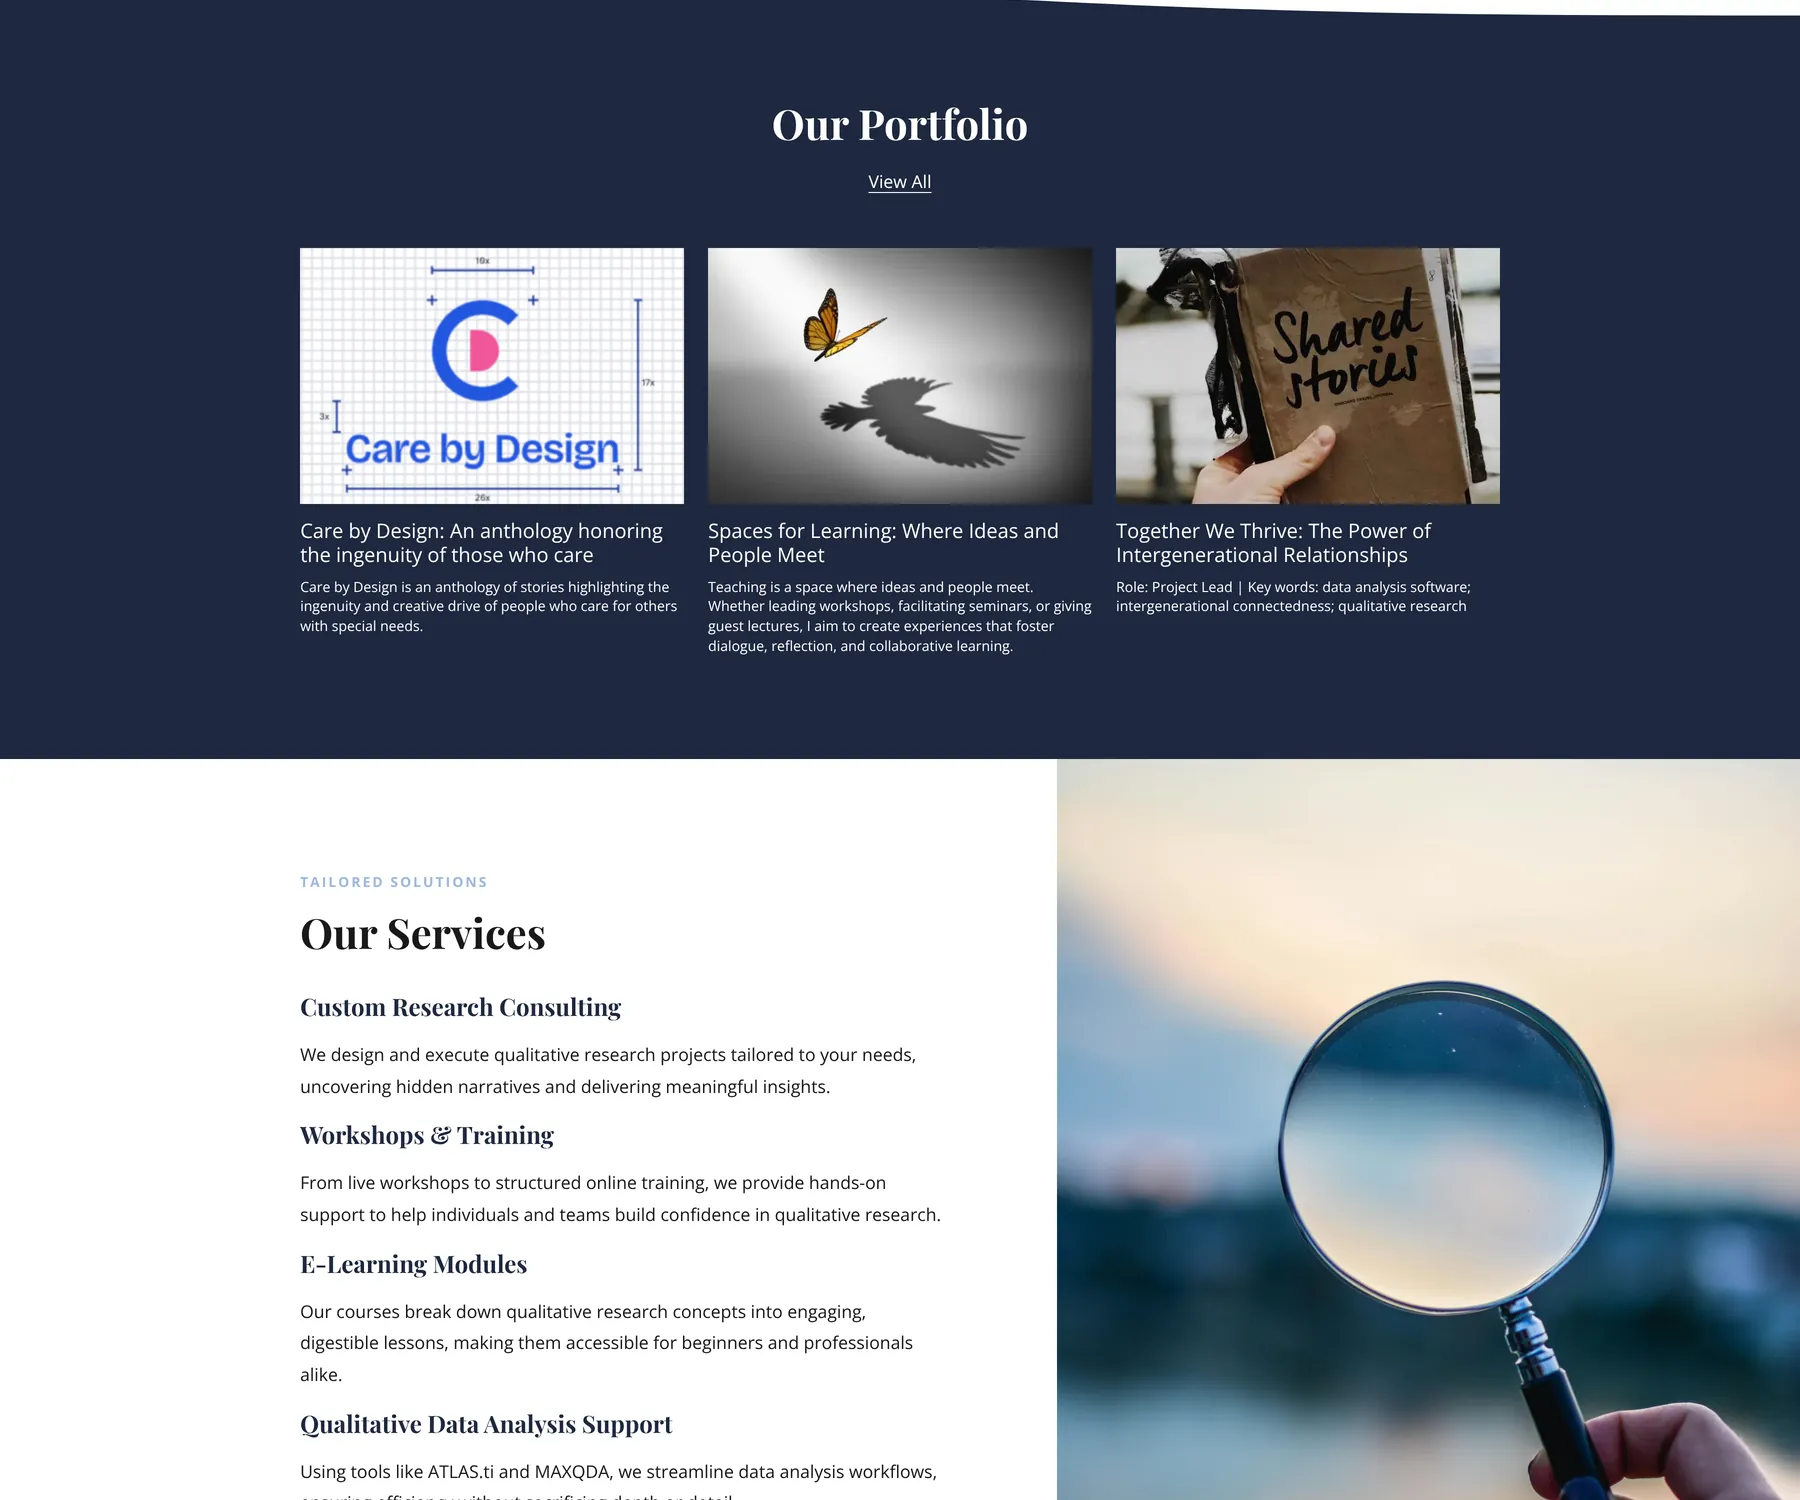 Our Portfolio
View All
10x
17x
3x
Care by Design
26x
Shared
stories
8
Care by Design: An anthology honoring
the ingenuity of those who care
Care by Design is an anthology of stories highlighting the
ingenuity and creative drive of people who care for others
with special needs.
Spaces for Learning: Where Ideas and
People Meet
Teaching is a space where ideas and people meet.
Whether leading workshops, facilitating seminars, or giving
guest lectures, I aim to create experiences that foster
dialogue, reflection, and collaborative learning.
Together We Thrive: The Power of
Intergenerational Relationships
Role: Project Lead | Key words: data analysis software;
intergenerational connectedness; qualitative research
TAILORED SOLUTIONS
Our Services
Custom Research Consulting
We design and execute qualitative research projects tailored to your needs,
uncovering hidden narratives and delivering meaningful insights.
Workshops & Training
From live workshops to structured online training, we provide hands-on
support to help individuals and teams build confidence in qualitative research.
E-Learning Modules
Our courses break down qualitative research concepts into engaging,
digestible lessons, making them accessible for beginners and professionals
alike.
Qualitative Data Analysis Support
Using tools like ATLAS.ti and MAXQDA, we streamline data analysis workflows,
ensuring efficiency without sacrificing depth or detail.